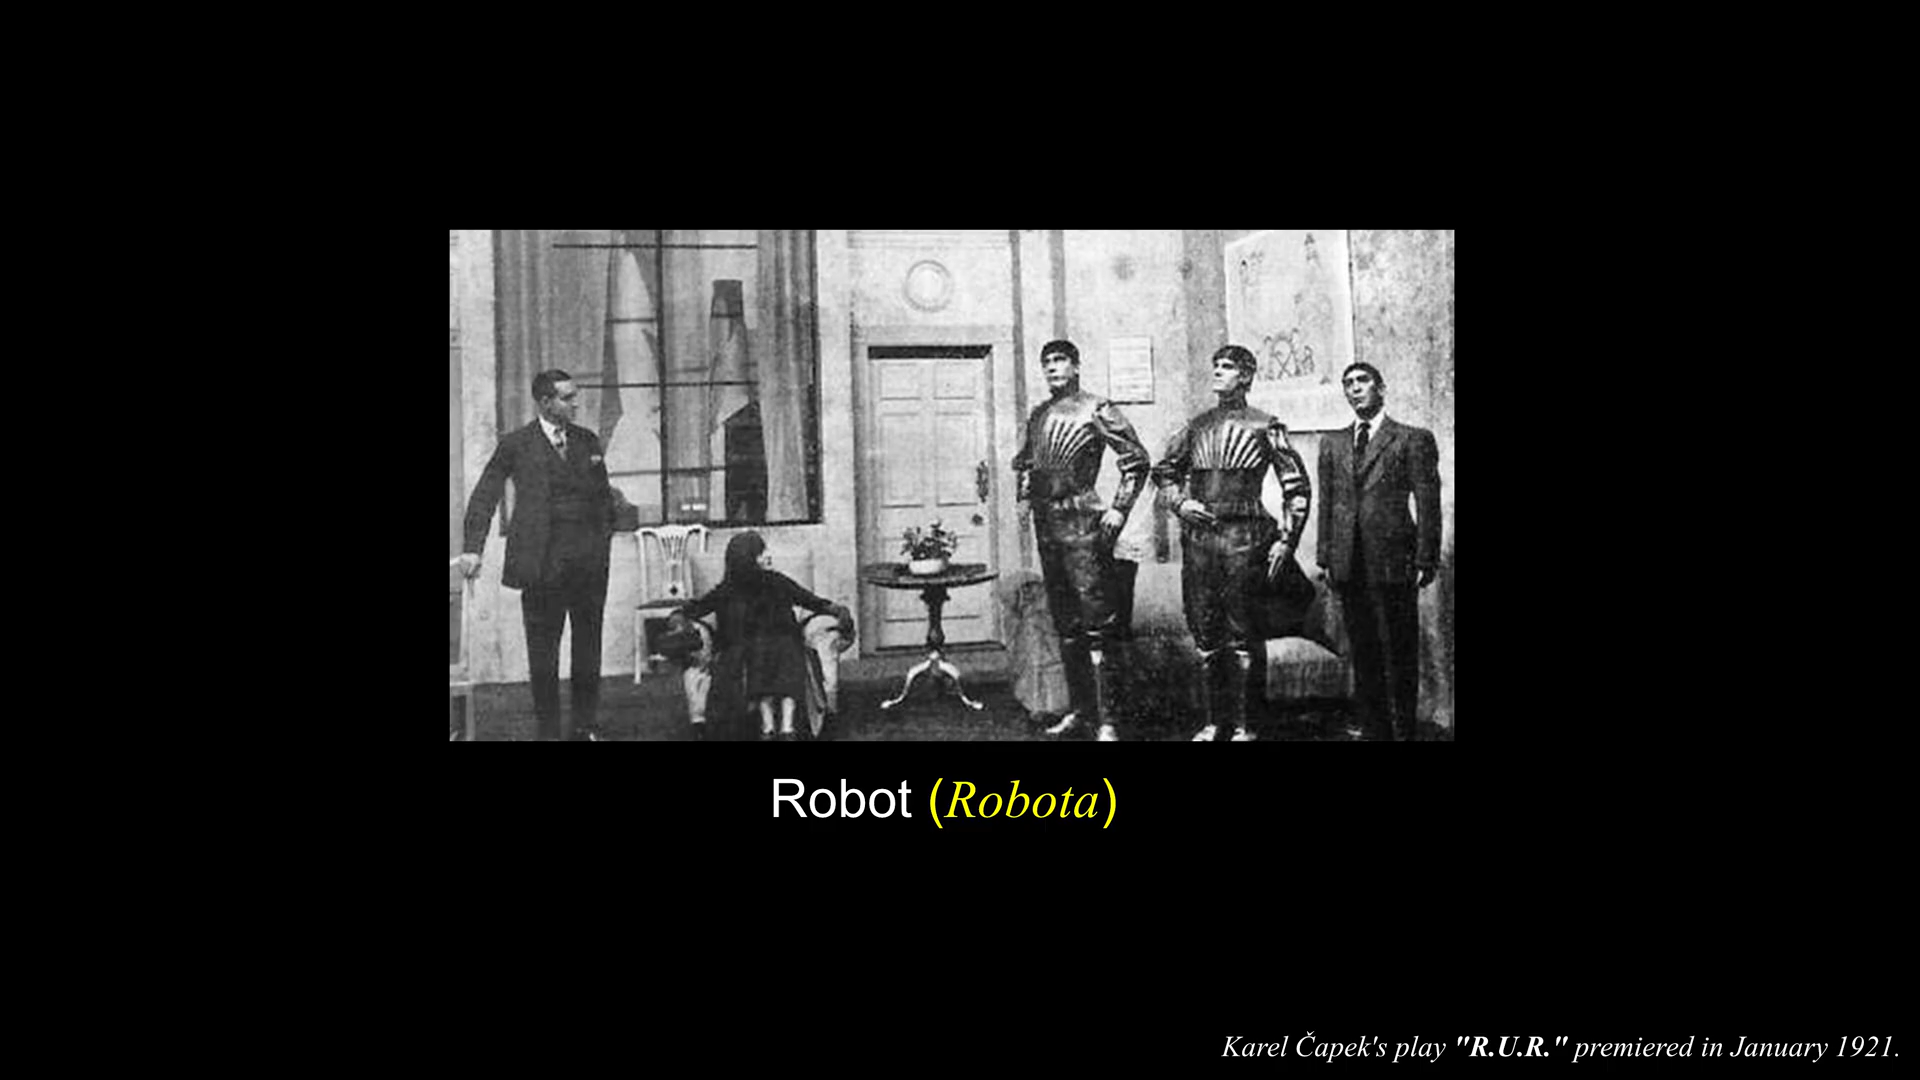 Robot (Robota)
Karel Čapek's play "R.U.R." premiered in January 1921.